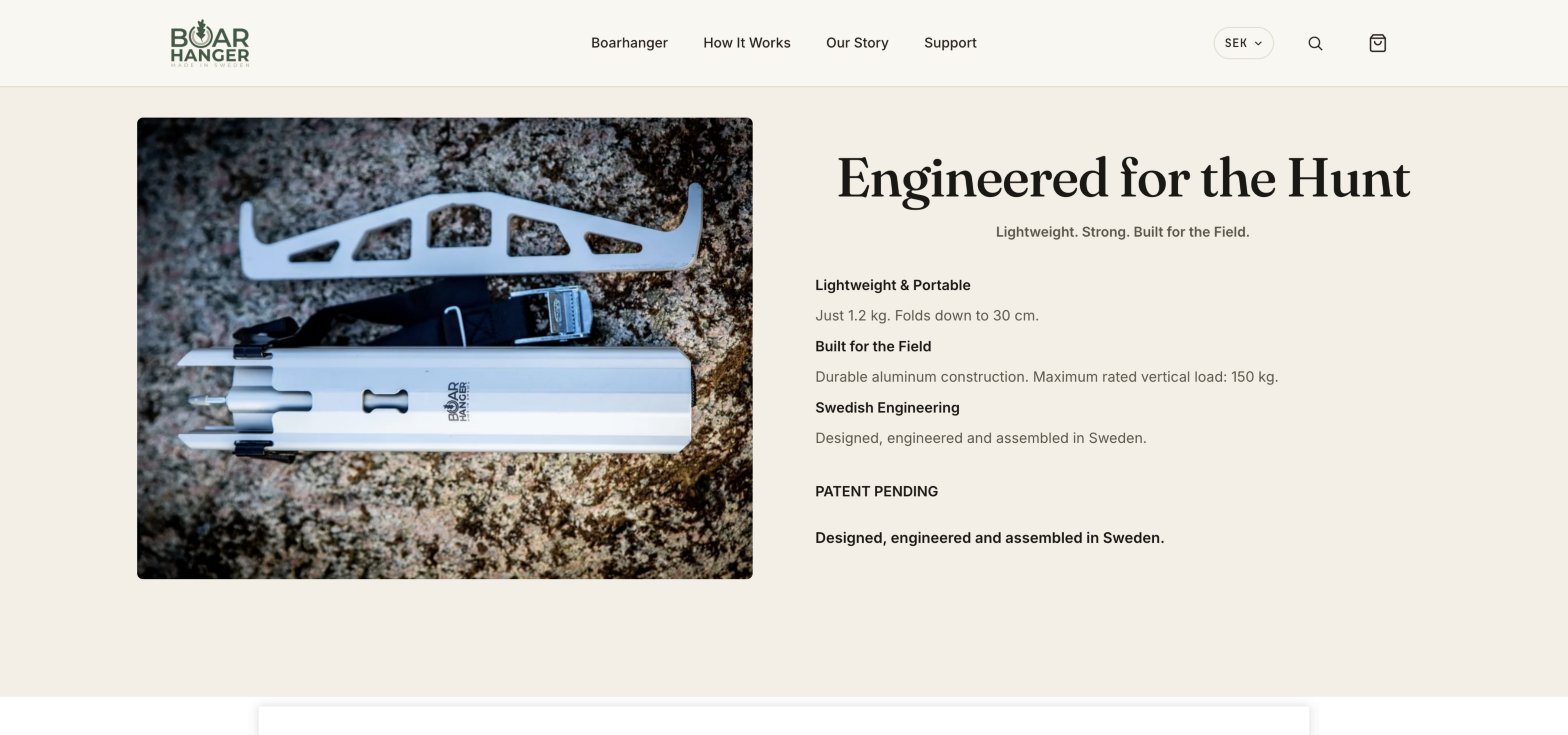 BOAR
HANGER
MADE IN SWEDEN
Boarhanger
How It Works
Our Story
Support
SEK
Engineered for the Hunt
Lightweight. Strong. Built for the Field.
Lightweight & Portable
Just 1.2 kg. Folds down to 30 cm.
Built for the Field
Durable aluminum construction. Maximum rated vertical load: 150 kg.
Swedish Engineering
Designed, engineered and assembled in Sweden.
PATENT PENDING
Designed, engineered and assembled in Sweden.
BOAR
HANGER